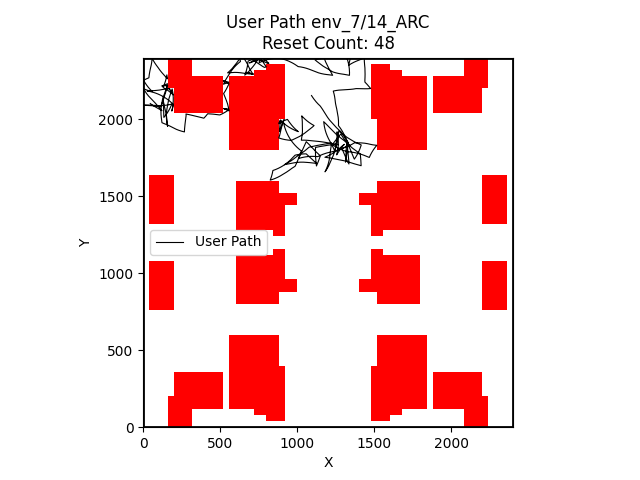 User Path env_7/14_ARC
Reset Count: 48
Y
2000
1500
1000
500
0
User Path
0 500 1000 1500 2000
X